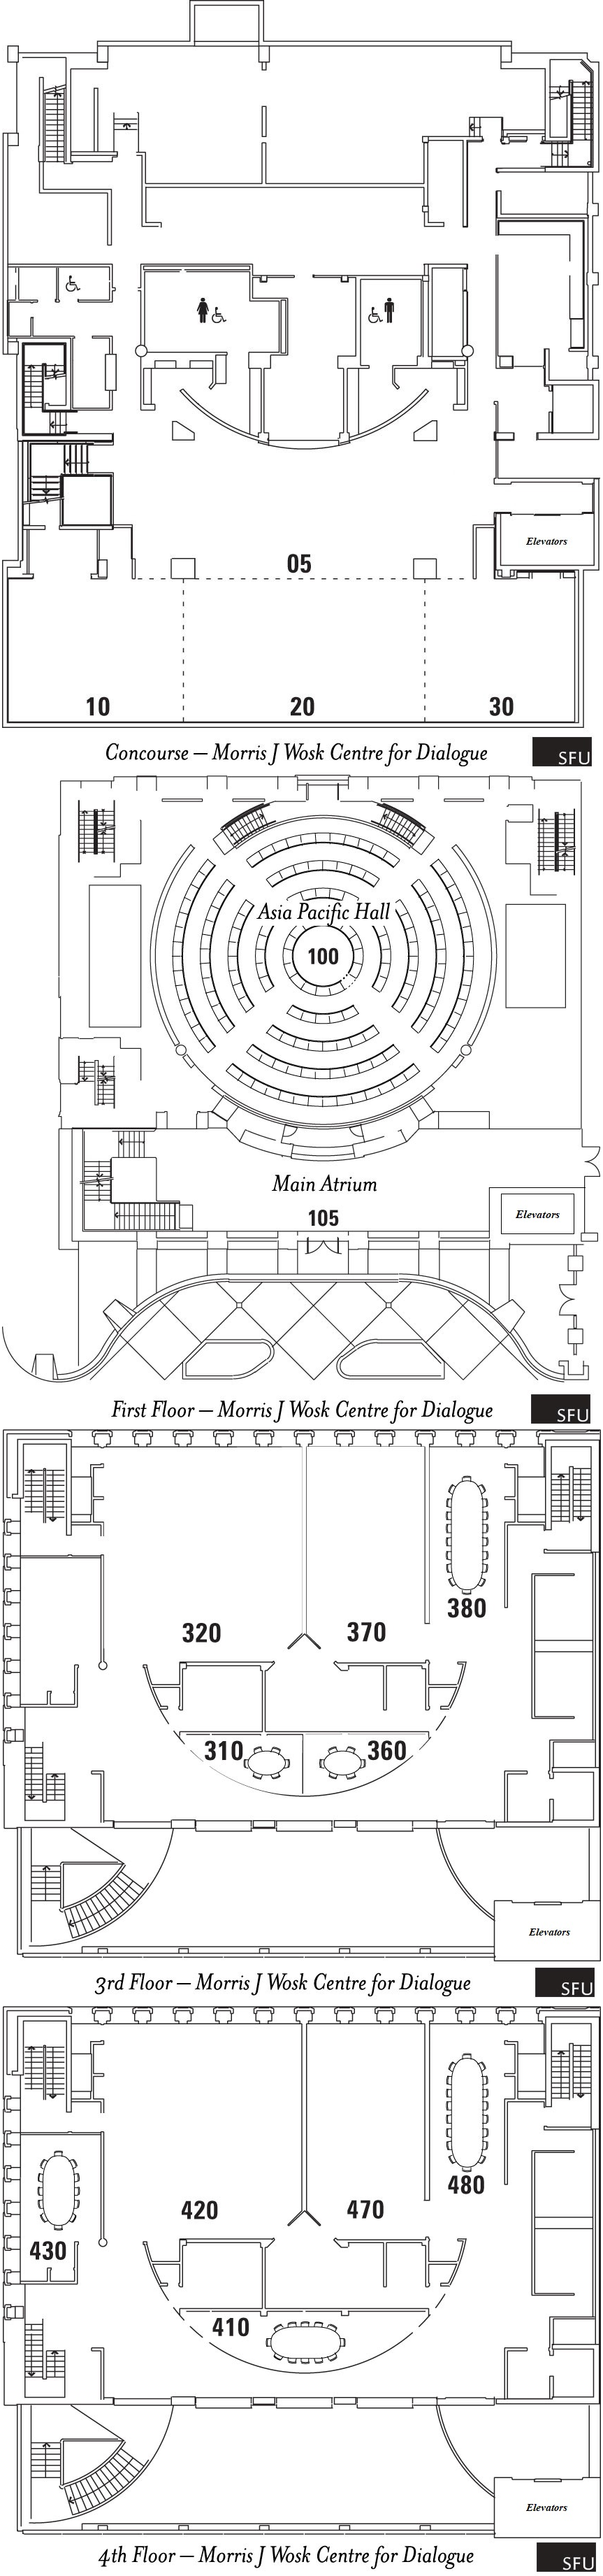 Elevators
05
10 20 30
Concourse – Morris J Wosk Centre for Dialogue SFU
Asia Pacific Hall
100
Main Atrium
105
Elevators
First Floor – Morris J Wosk Centre for Dialogue SFU
380
320 370
310 360
Elevators
3rd Floor – Morris J Wosk Centre for Dialogue SFU
480
420 470
430
410
Elevators
4th Floor – Morris J Wosk Centre for Dialogue SFU